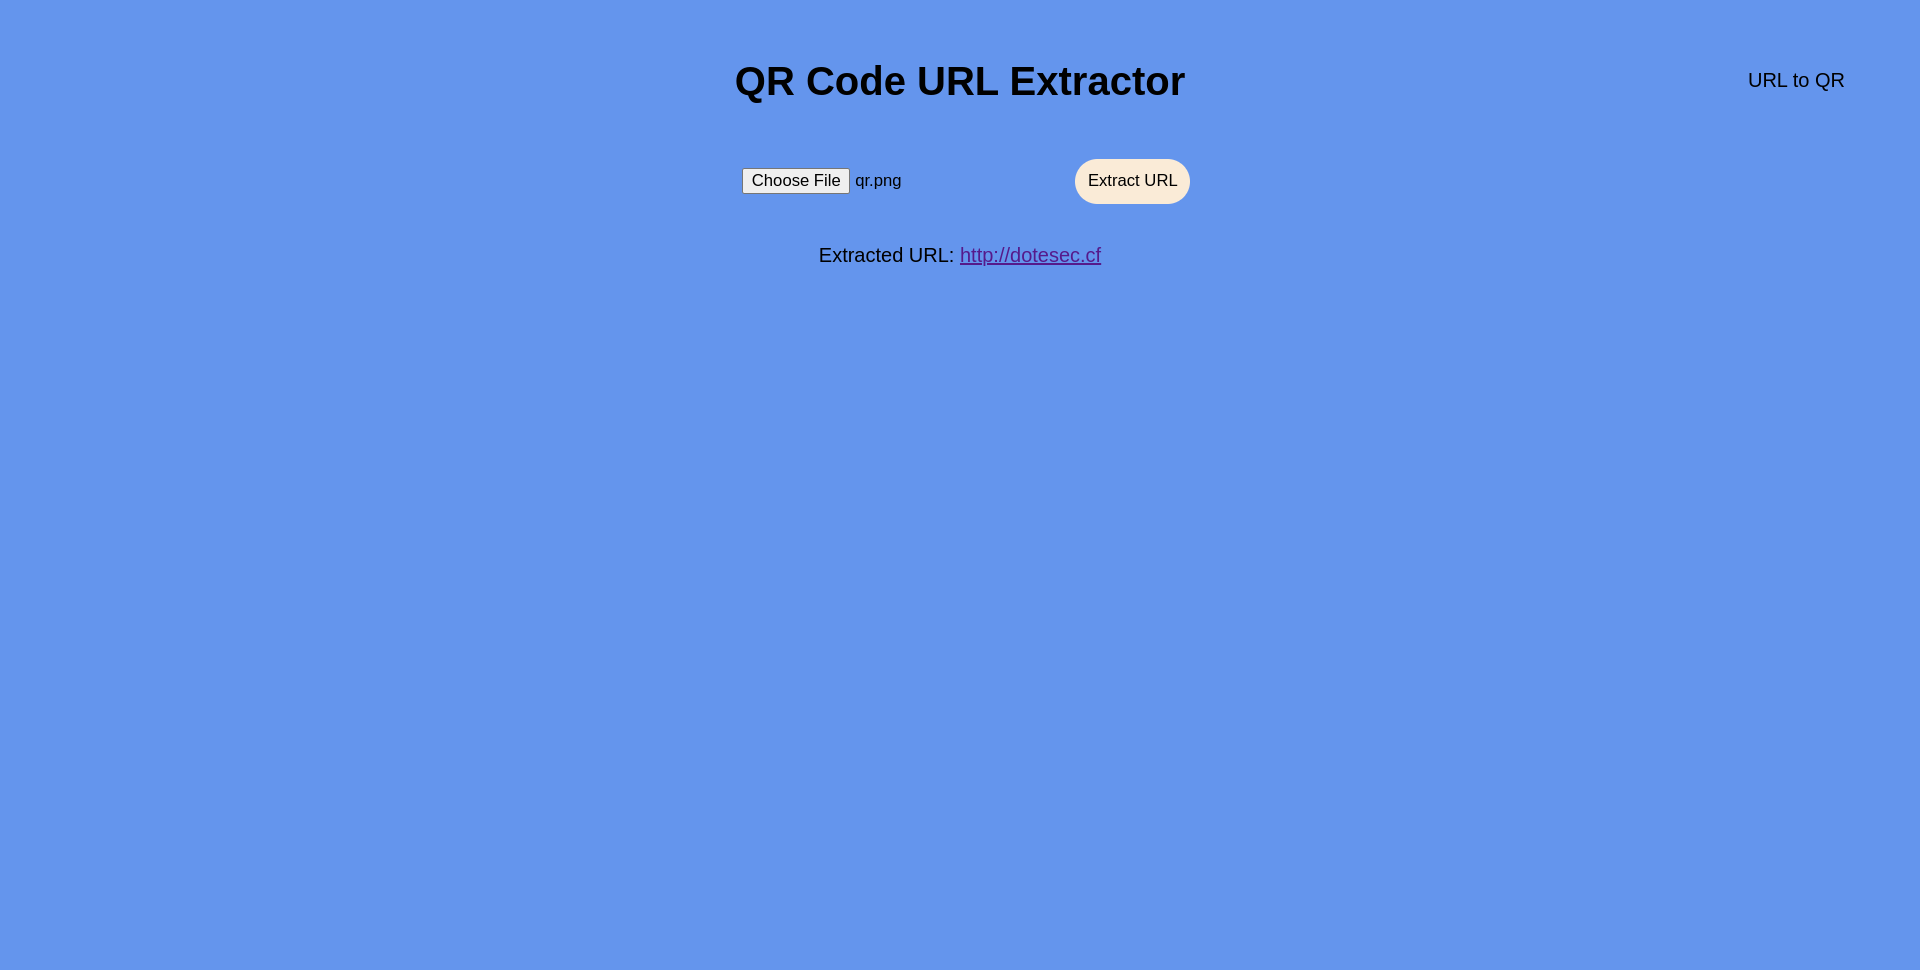 QR Code URL Extractor
URL to QR
Choose File qr.png
Extract URL
Extracted URL: http://dotesec.cf